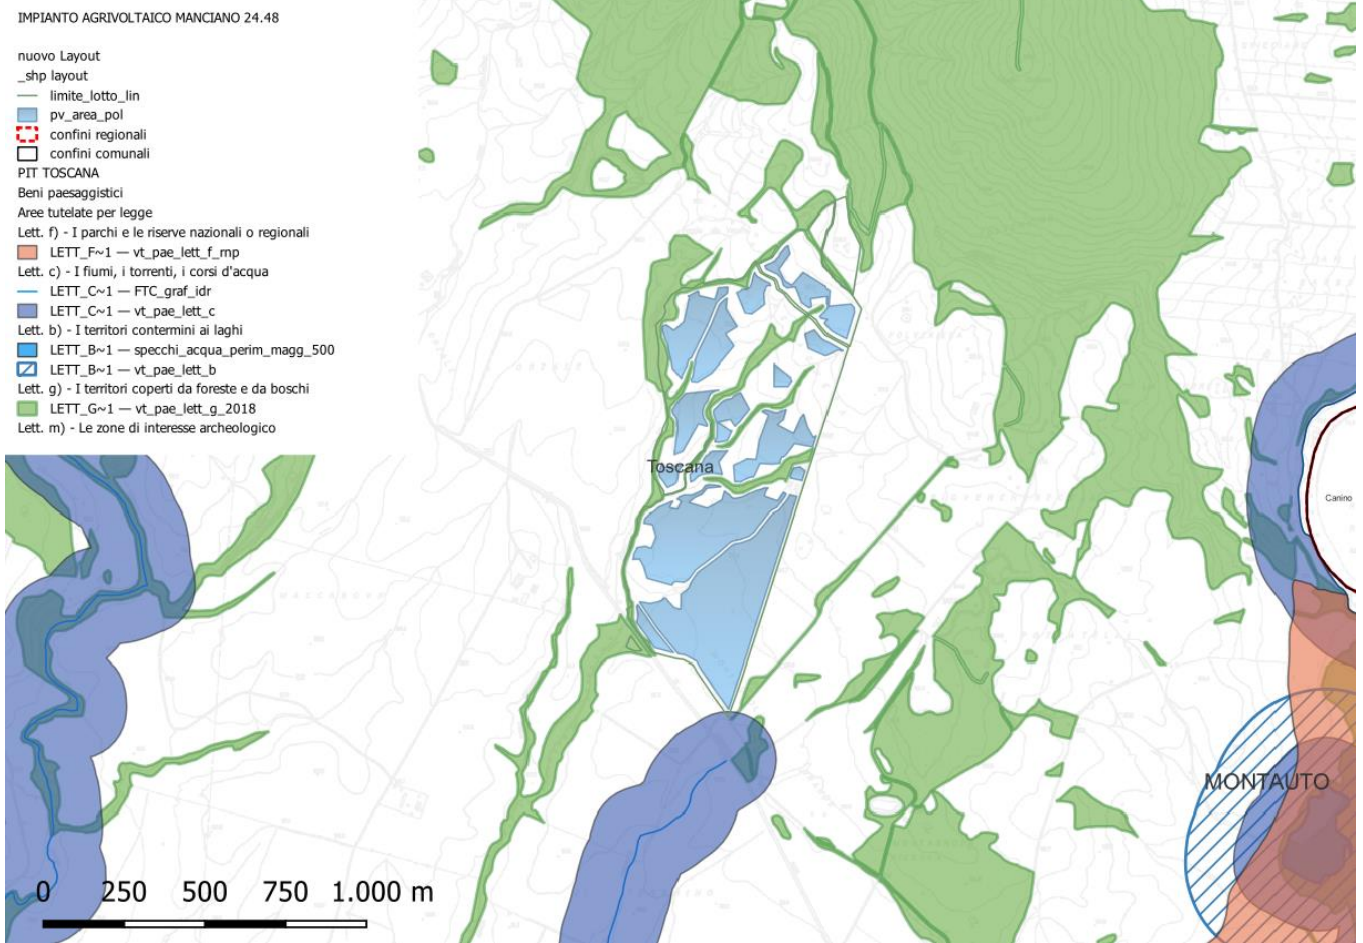 IMPIANTO AGRIVOLTAICO MANCIANO 24.48
nuovo Layout
_shp layout
limite_lotto_lin
pv_area_pol
confini regionali
confini comunali
PIT TOSCANA
Beni paesaggistici
Aree tutelate per legge
Lett. f) - I parchi e le riserve nazionali o regionali
LETT_F~1 — vt_pae_lett_f_rnp
Lett. c) - I fiumi, i torrenti, i corsi d'acqua
LETT_C~1 — FTC_graf_idr
LETT_C~1 — vt_pae_lett_c
Lett. b) - I territori contermini ai laghi
LETT_B~1 — specchi_acqua_perim_magg_500
LETT_B~1 — vt_pae_lett_b
Lett. g) - I territori coperti da foreste e da boschi
LETT_G~1 — vt_pae_lett_g_2018
Lett. m) - Le zone di interesse archeologico
Toscana
Canino
MONTAUTO
0 250 500 750 1.000 m